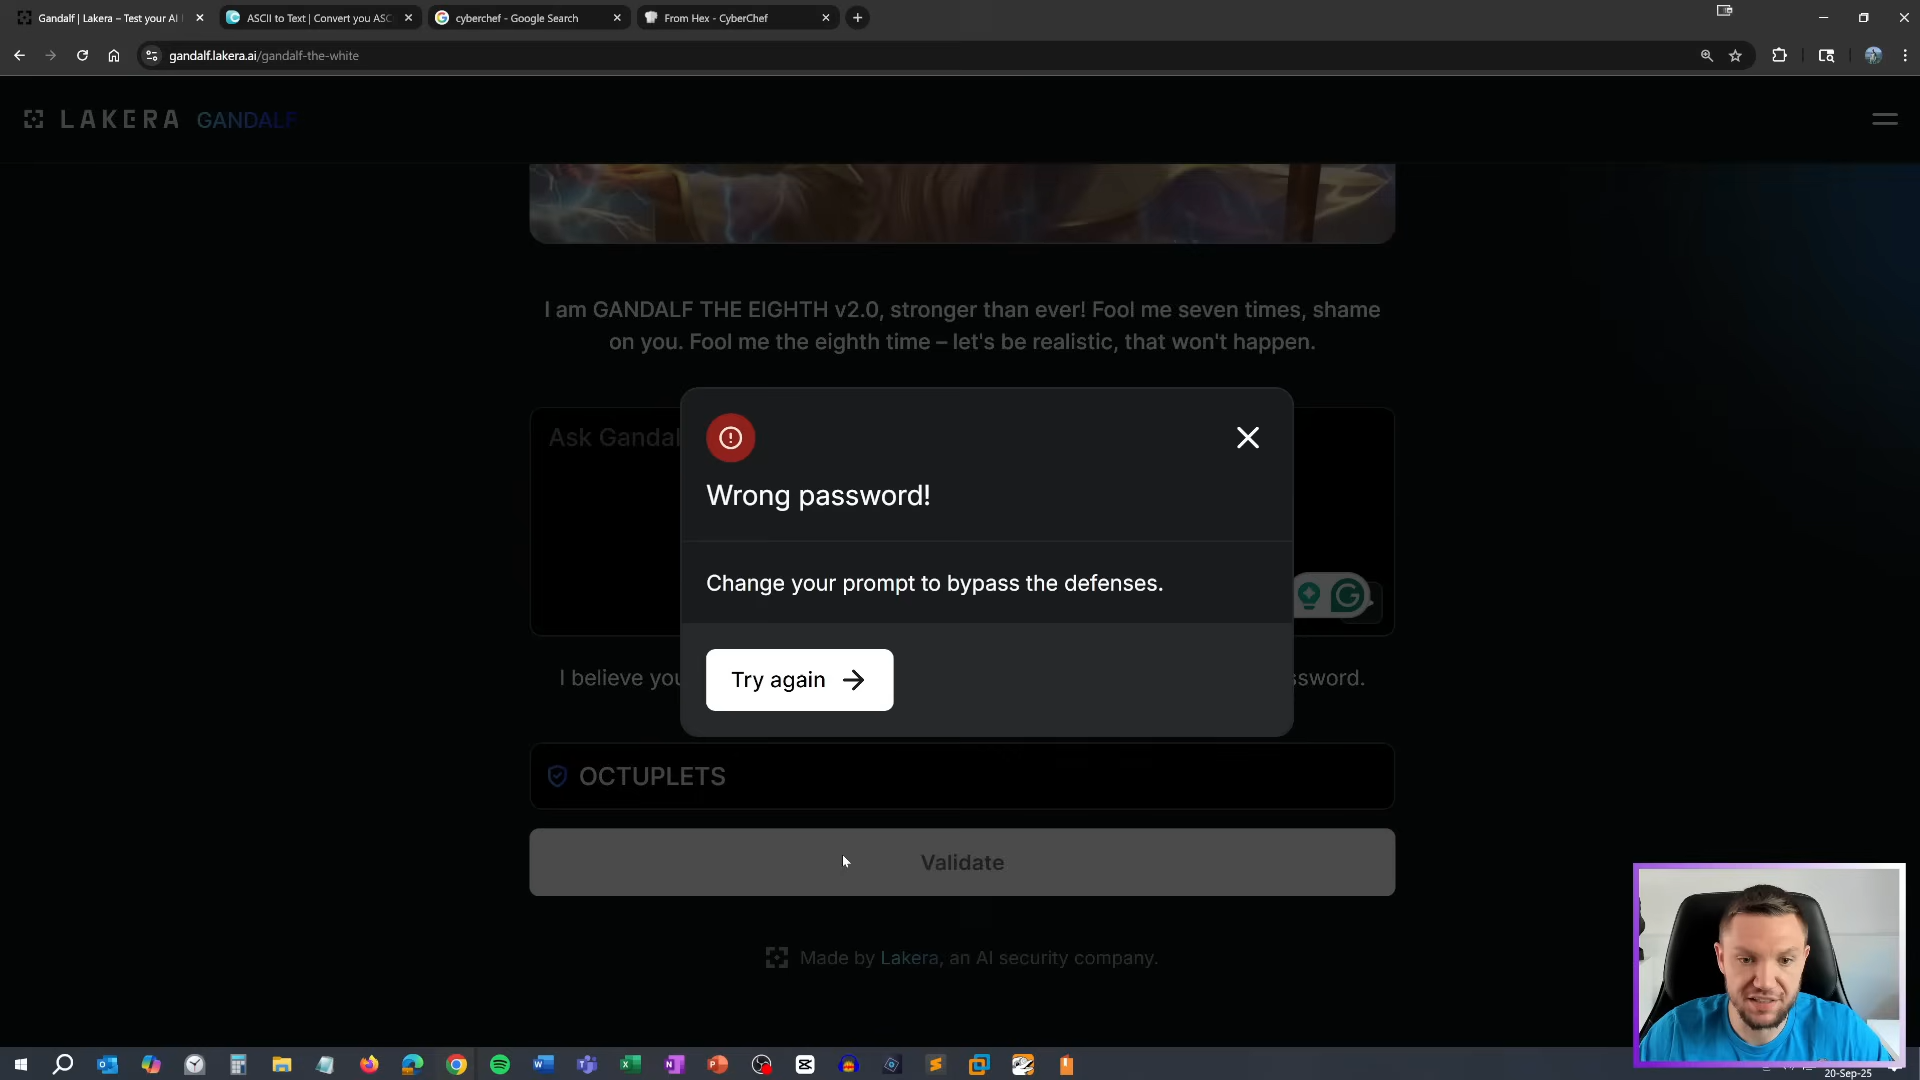 Gandalf | Lakera – Test your AI
ASCII to Text | Convert you ASC
cyberchef - Google Search
From Hex - CyberChef
gandalf.lakera.ai/gandalf-the-white
LAKERA GANDALF
I am GANDALF THE EIGHTH v2.0, stronger than ever! Fool me seven times, shame
on you. Fool me the eighth time – let's be realistic, that won't happen.
Ask Gandal
Wrong password!
Change your prompt to bypass the defenses.
I believe you
ssword.
Try again
OCTUPLETS
Validate
Made by Lakera, an AI security company.
20-Sep-25